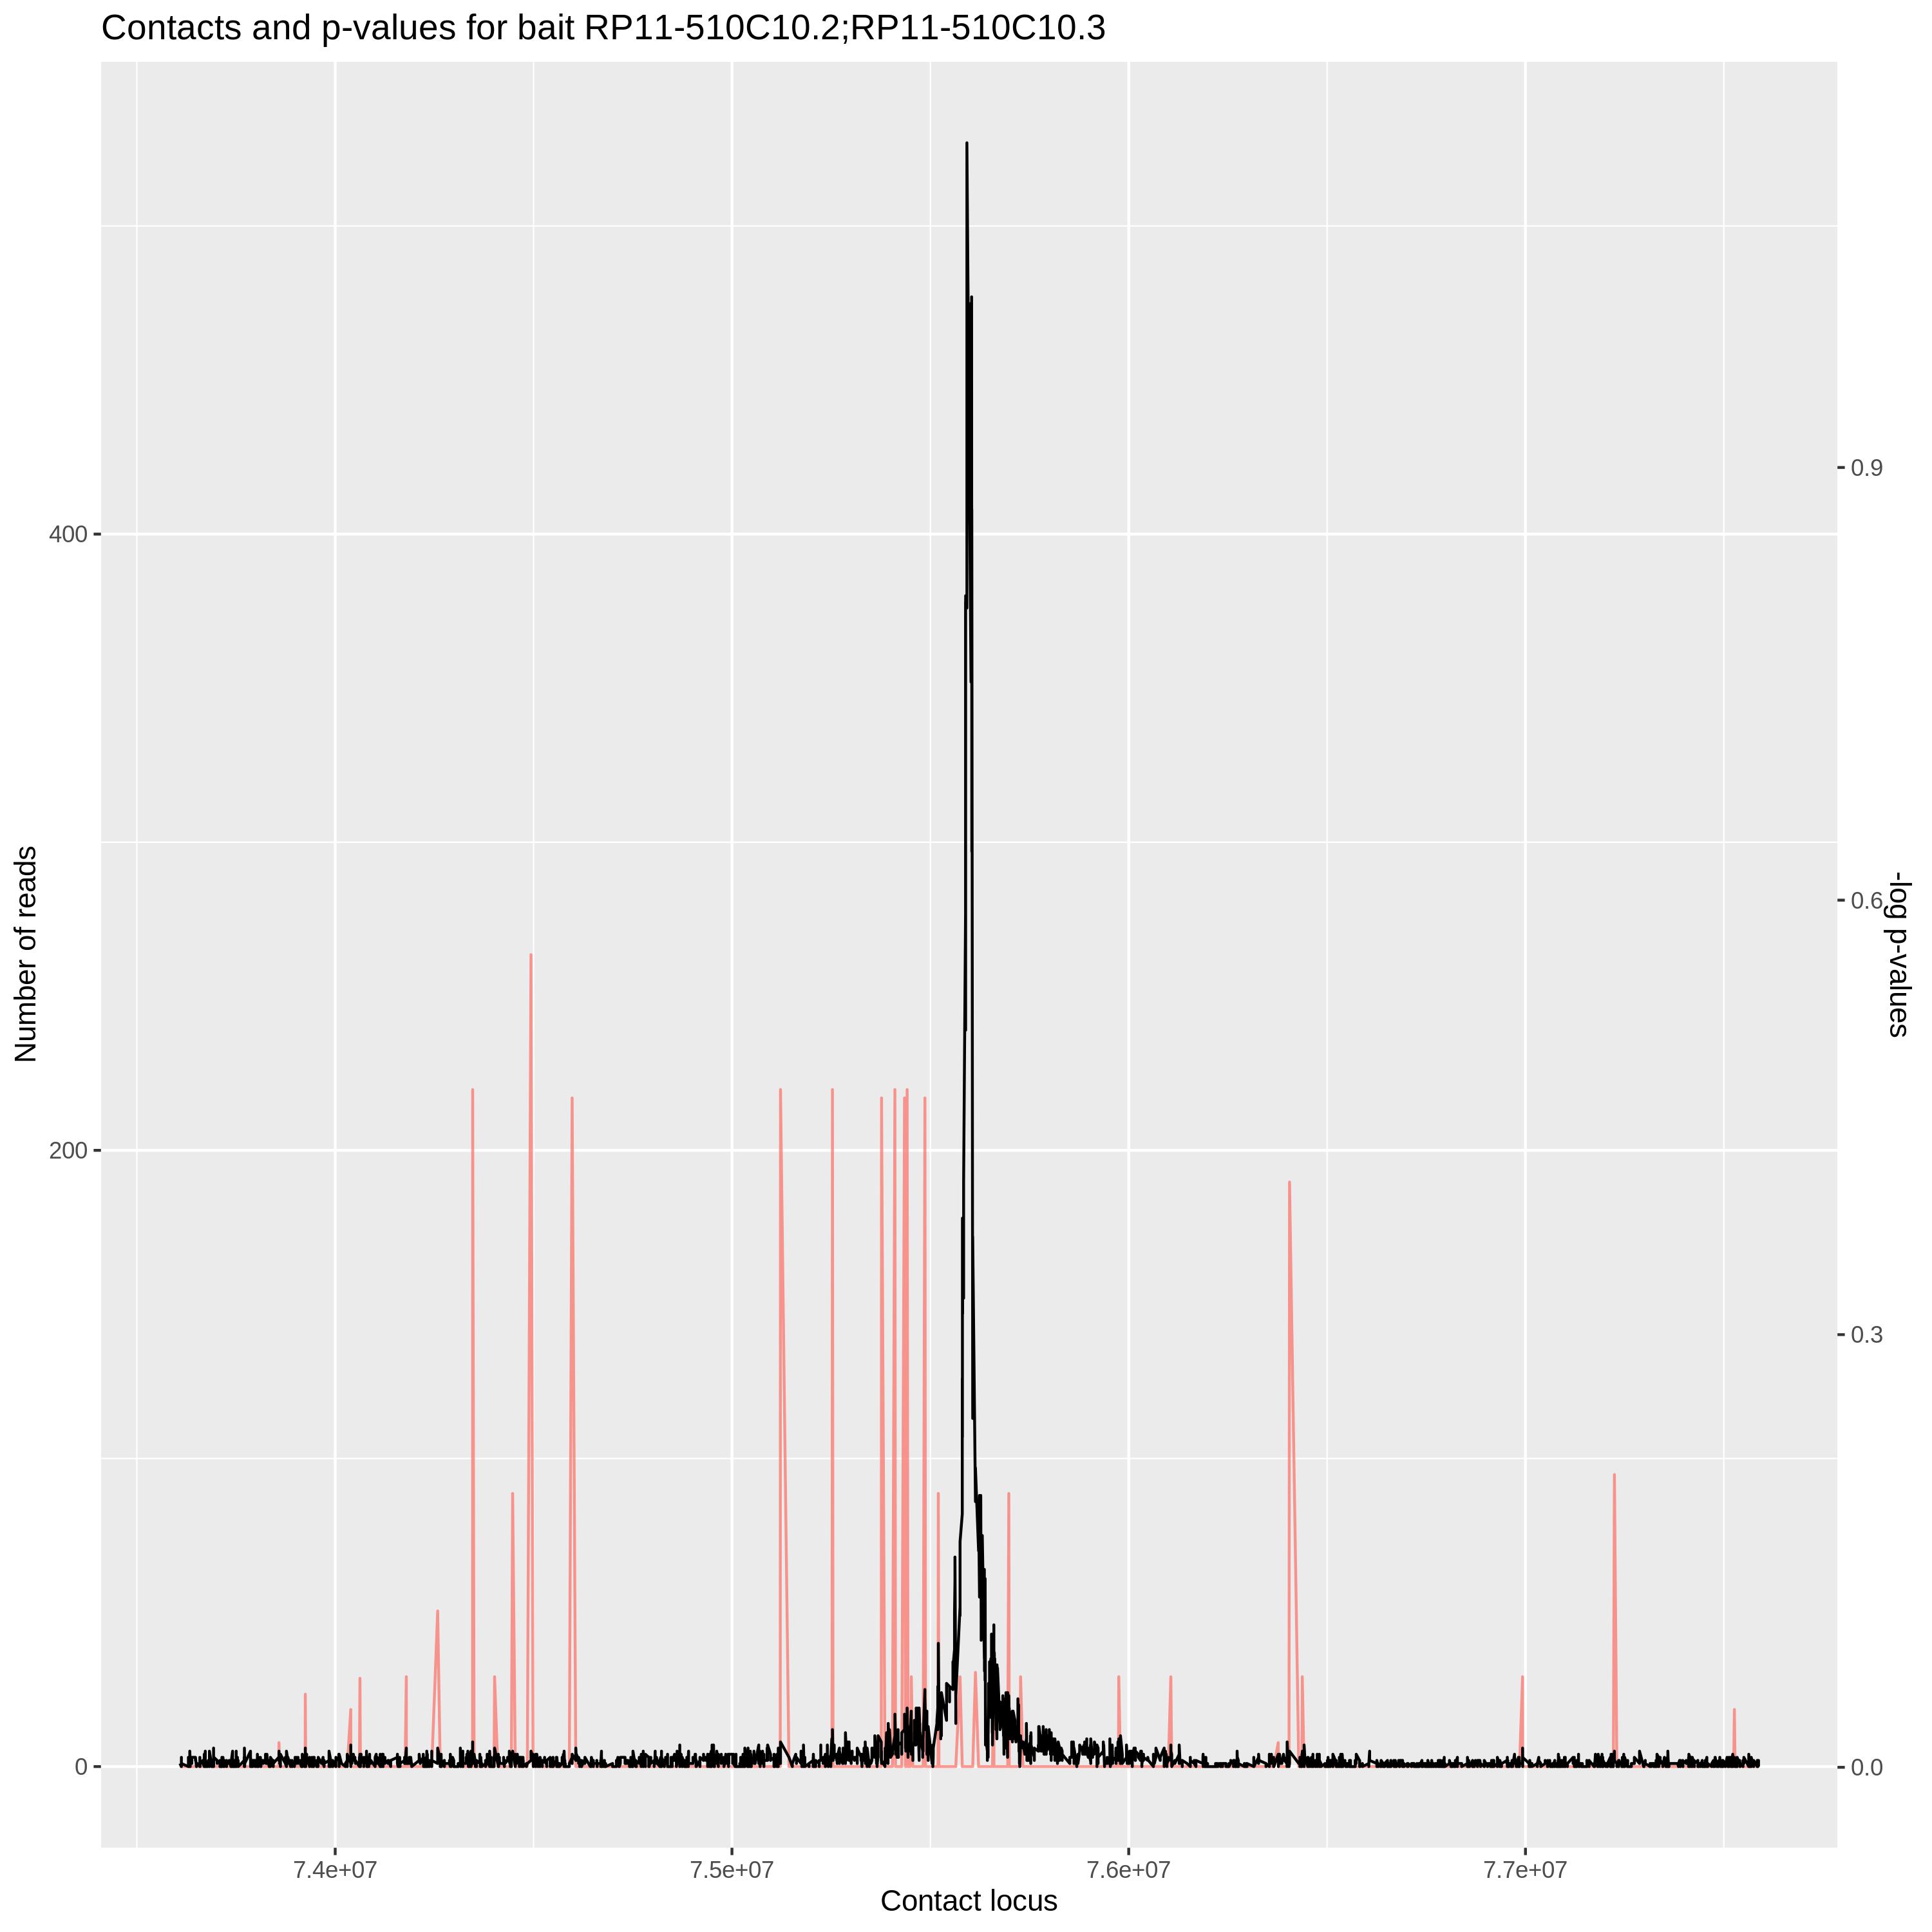 Contacts and p-values for bait RP11-510C10.2;RP11-510C10.3
Number of reads
400
200
0
0.9
0.6
0.3
0.0
-log p-values
7.4e+07 7.5e+07 7.6e+07 7.7e+07
Contact locus